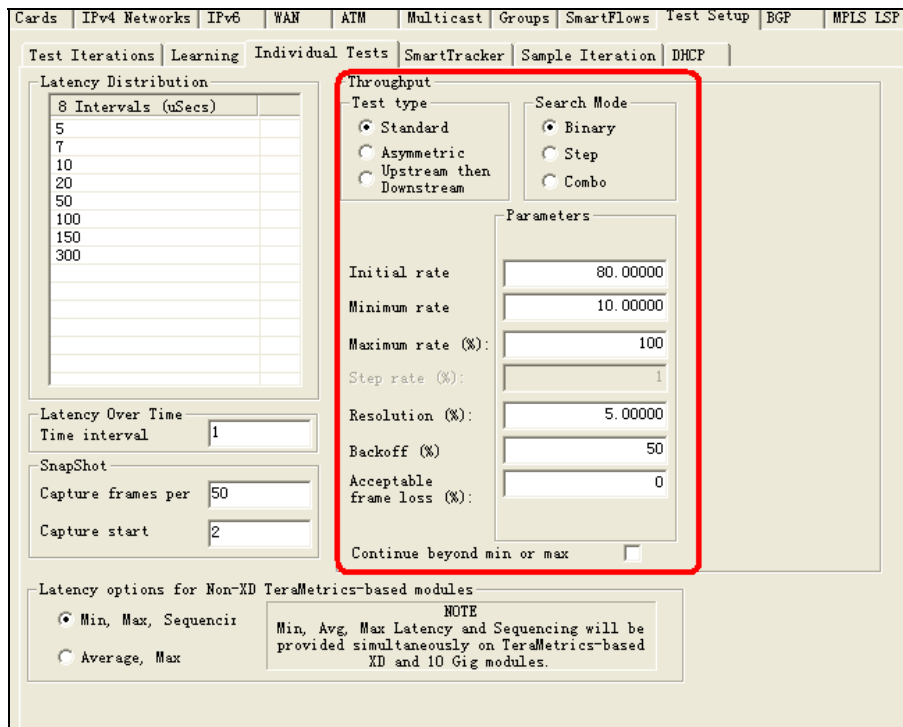 Cards IPv4 Networks IPv6 WAN ATM Multicast Groups SmartFlows Test Setup BGP MPLS LSP
Test Iterations Learning Individual Tests SmartTracker Sample Iteration DHCP
Latency Distribution
8 Intervals (uSecs)
5
7
10
20
50
100
150
300
Latency Over Time
Time interval 1
SnapShot
Capture frames per 50
Capture start 2
Throughput
Test type
Standard
Asymmetric
Upstream then
Downstream
Search Mode
Binary
Step
Combo
Parameters
Initial rate 80.00000
Minimum rate 10.00000
Maximum rate (%): 100
Step rate (%): 1
Resolution (%): 5.00000
Backoff (%) 50
Acceptable
frame loss (%): 0
Continue beyond min or max
Latency options for Non-XD TeraMetrics-based modules
Min, Max, Sequencir
Average, Max
NOTE
Min, Avg, Max Latency and Sequencing will be
provided simultaneously on TeraMetrics-based
XD and 10 Gig modules.